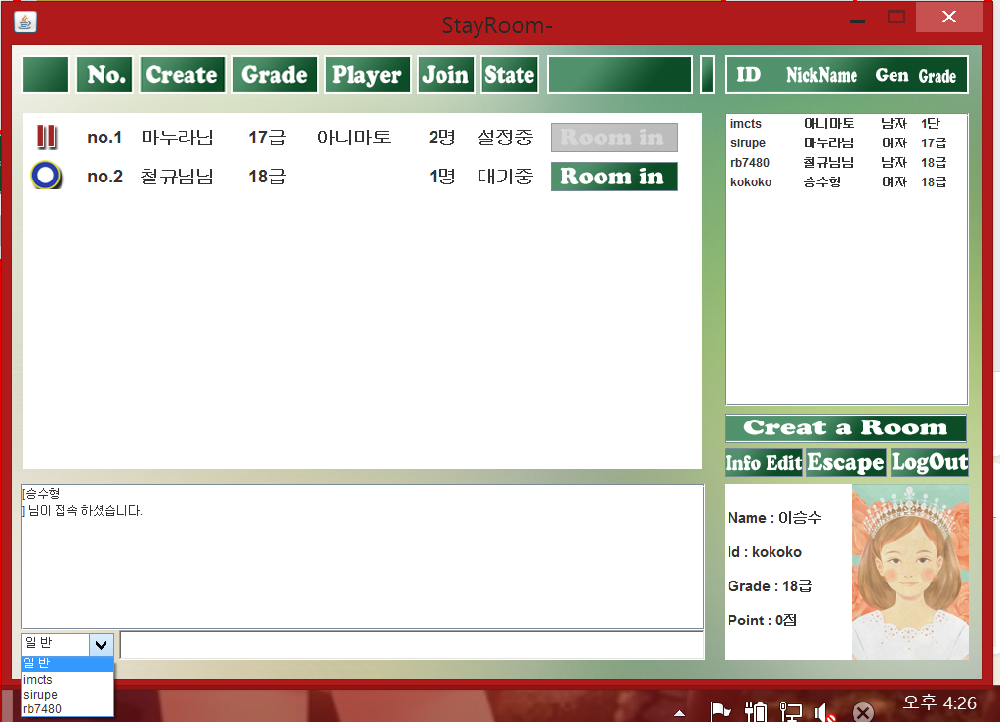 StayRoom-
No. Create Grade Player Join State
ID NickName Gen Grade
no.1 마누라님 17급 아니마토 2명 설정중 Room in
no.2 철규님님 18급 1명 대기중 Room in
imcts 아니마토 남자 1단
sirupe 마누라님 여자 17급
rb7480 철규님님 남자 18급
kokoko 승수형 여자 18급
Creat a Room
Info Edit Escape LogOut
[승수형
] 님이 접속 하셨습니다.
Name : 이승수
Id : kokoko
Grade : 18급
Point : 0점
일 반
일 반
imcts
sirupe
rb7480
오후 4:26